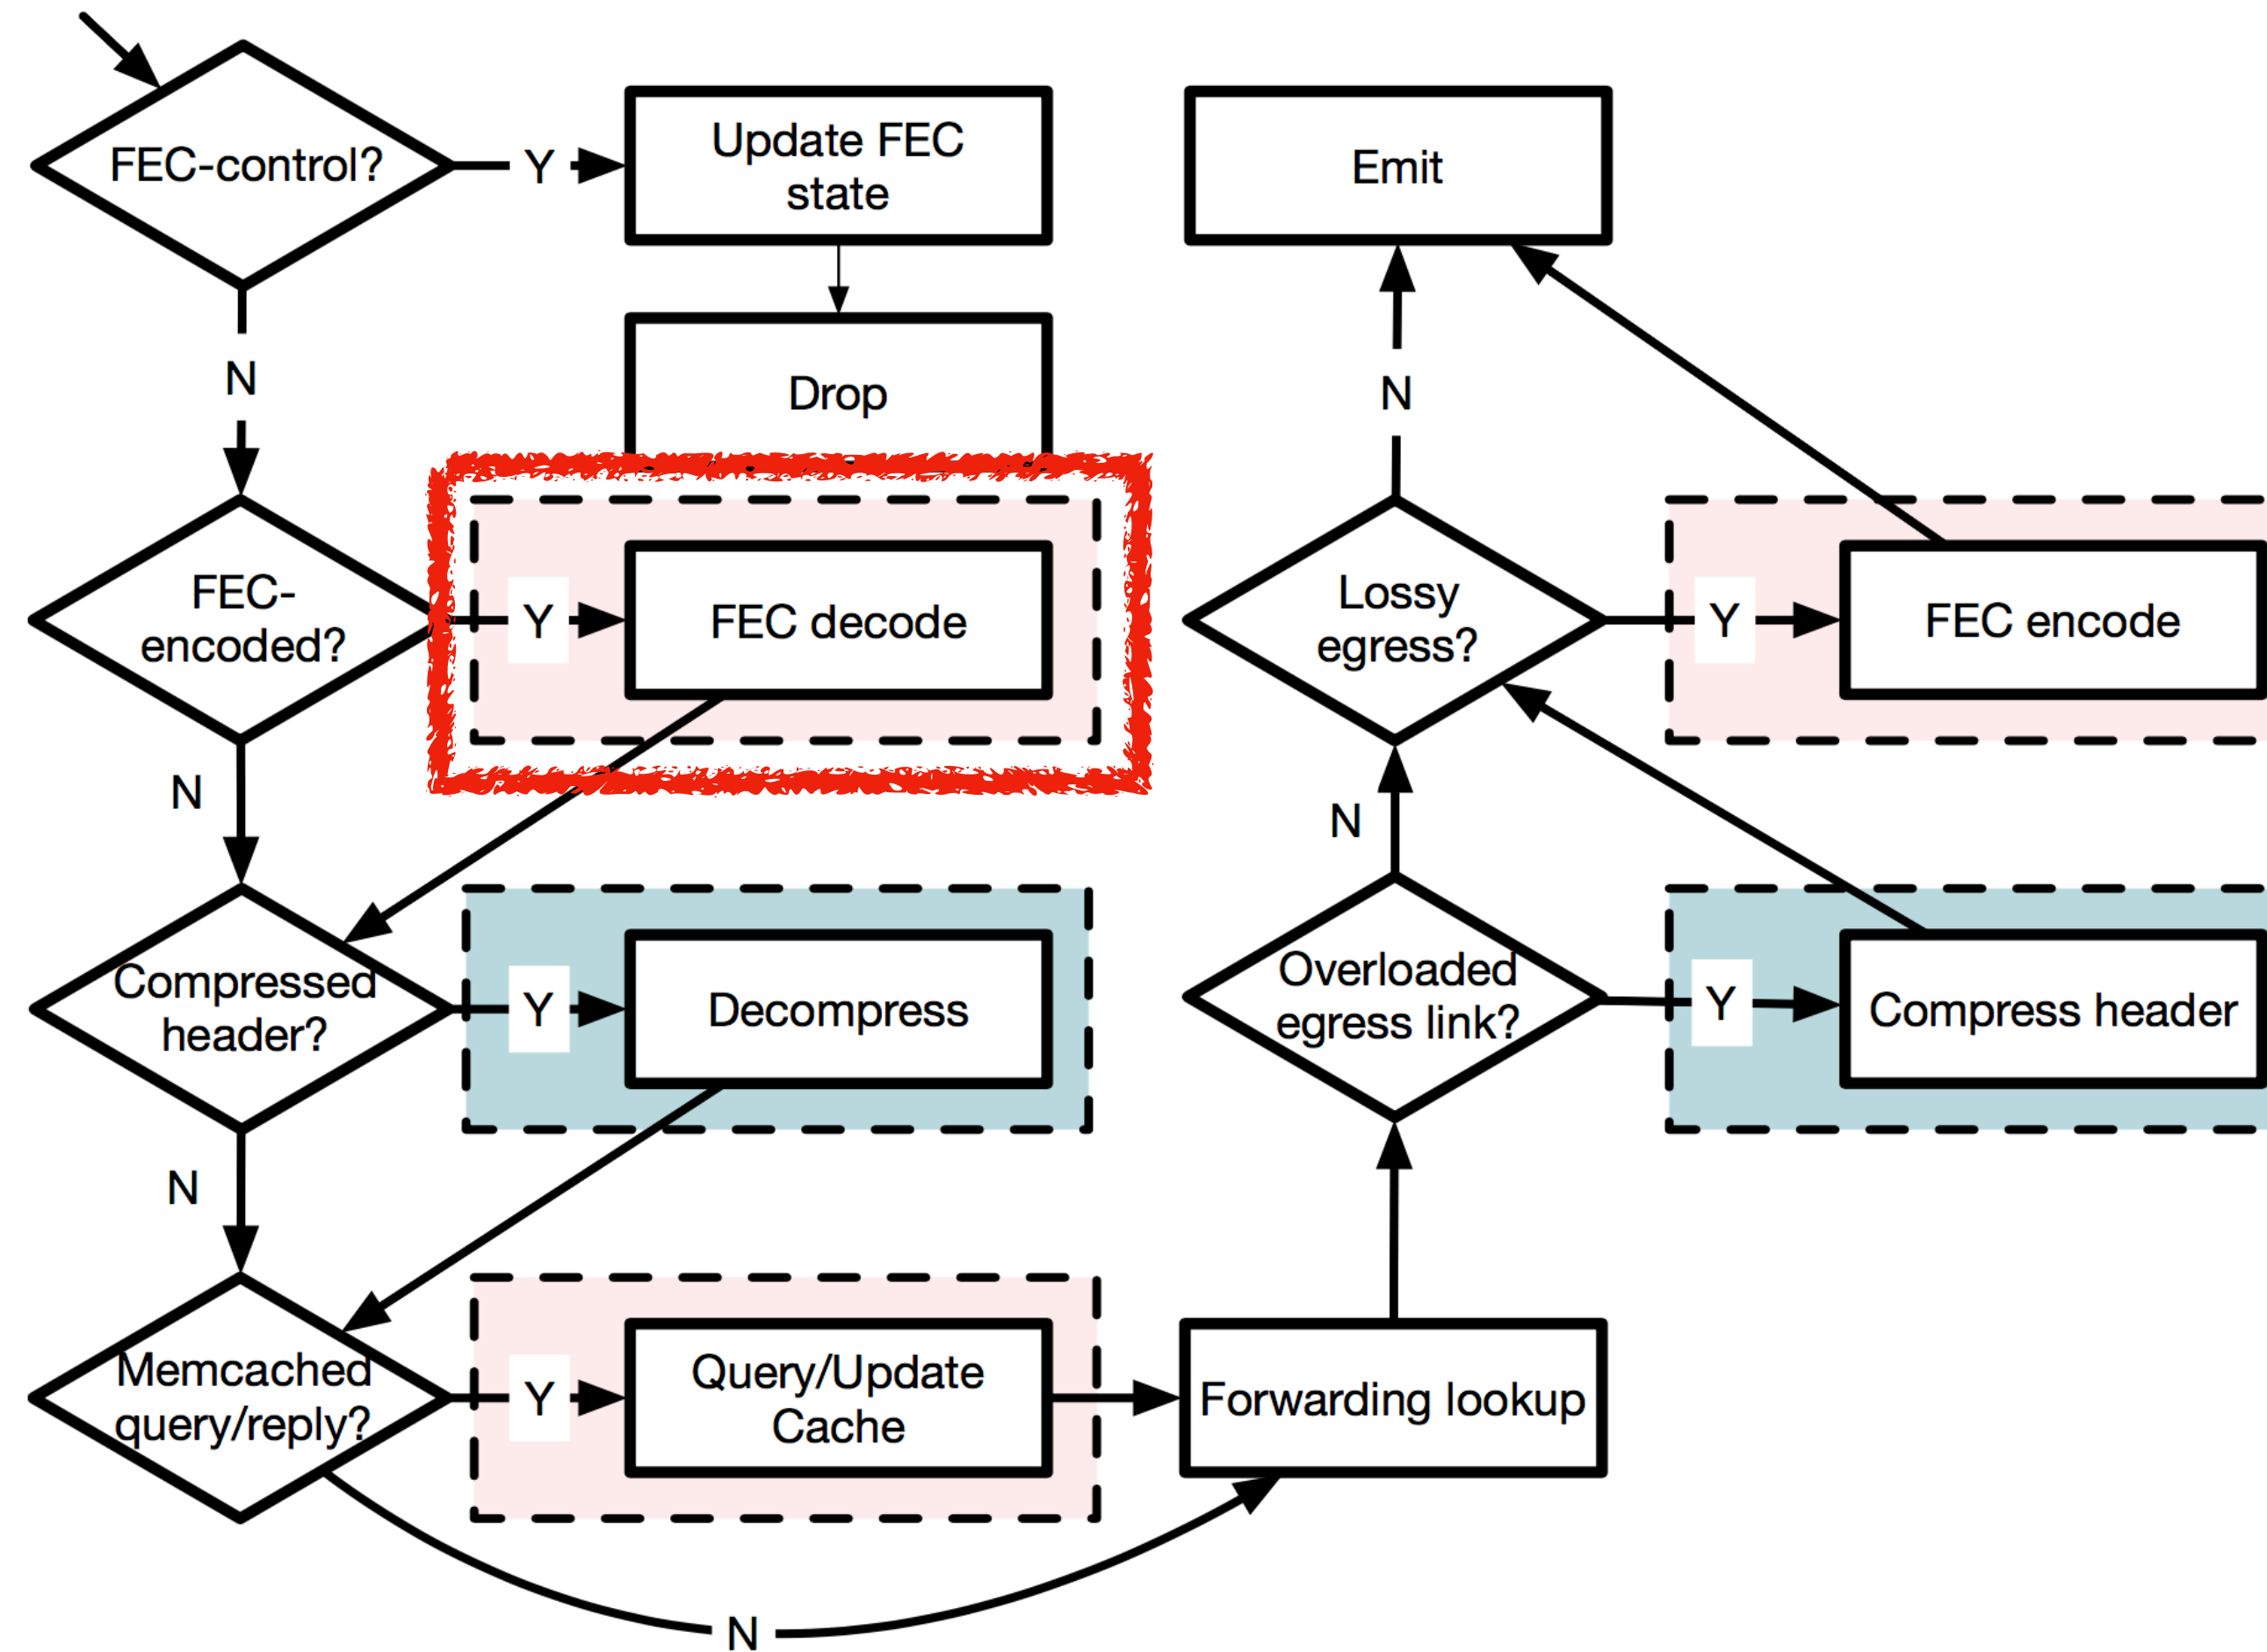 FEC-control?
Y
Update FEC
state
Emit
N
Drop
N
FEC-
encoded?
Y
FEC decode
Lossy
egress?
Y
FEC encode
N
N
Compressed
header?
Y
Decompress
Overloaded
egress link?
Y
Compress header
N
Memcached
query/reply?
Y
Query/Update
Cache
Forwarding lookup
N